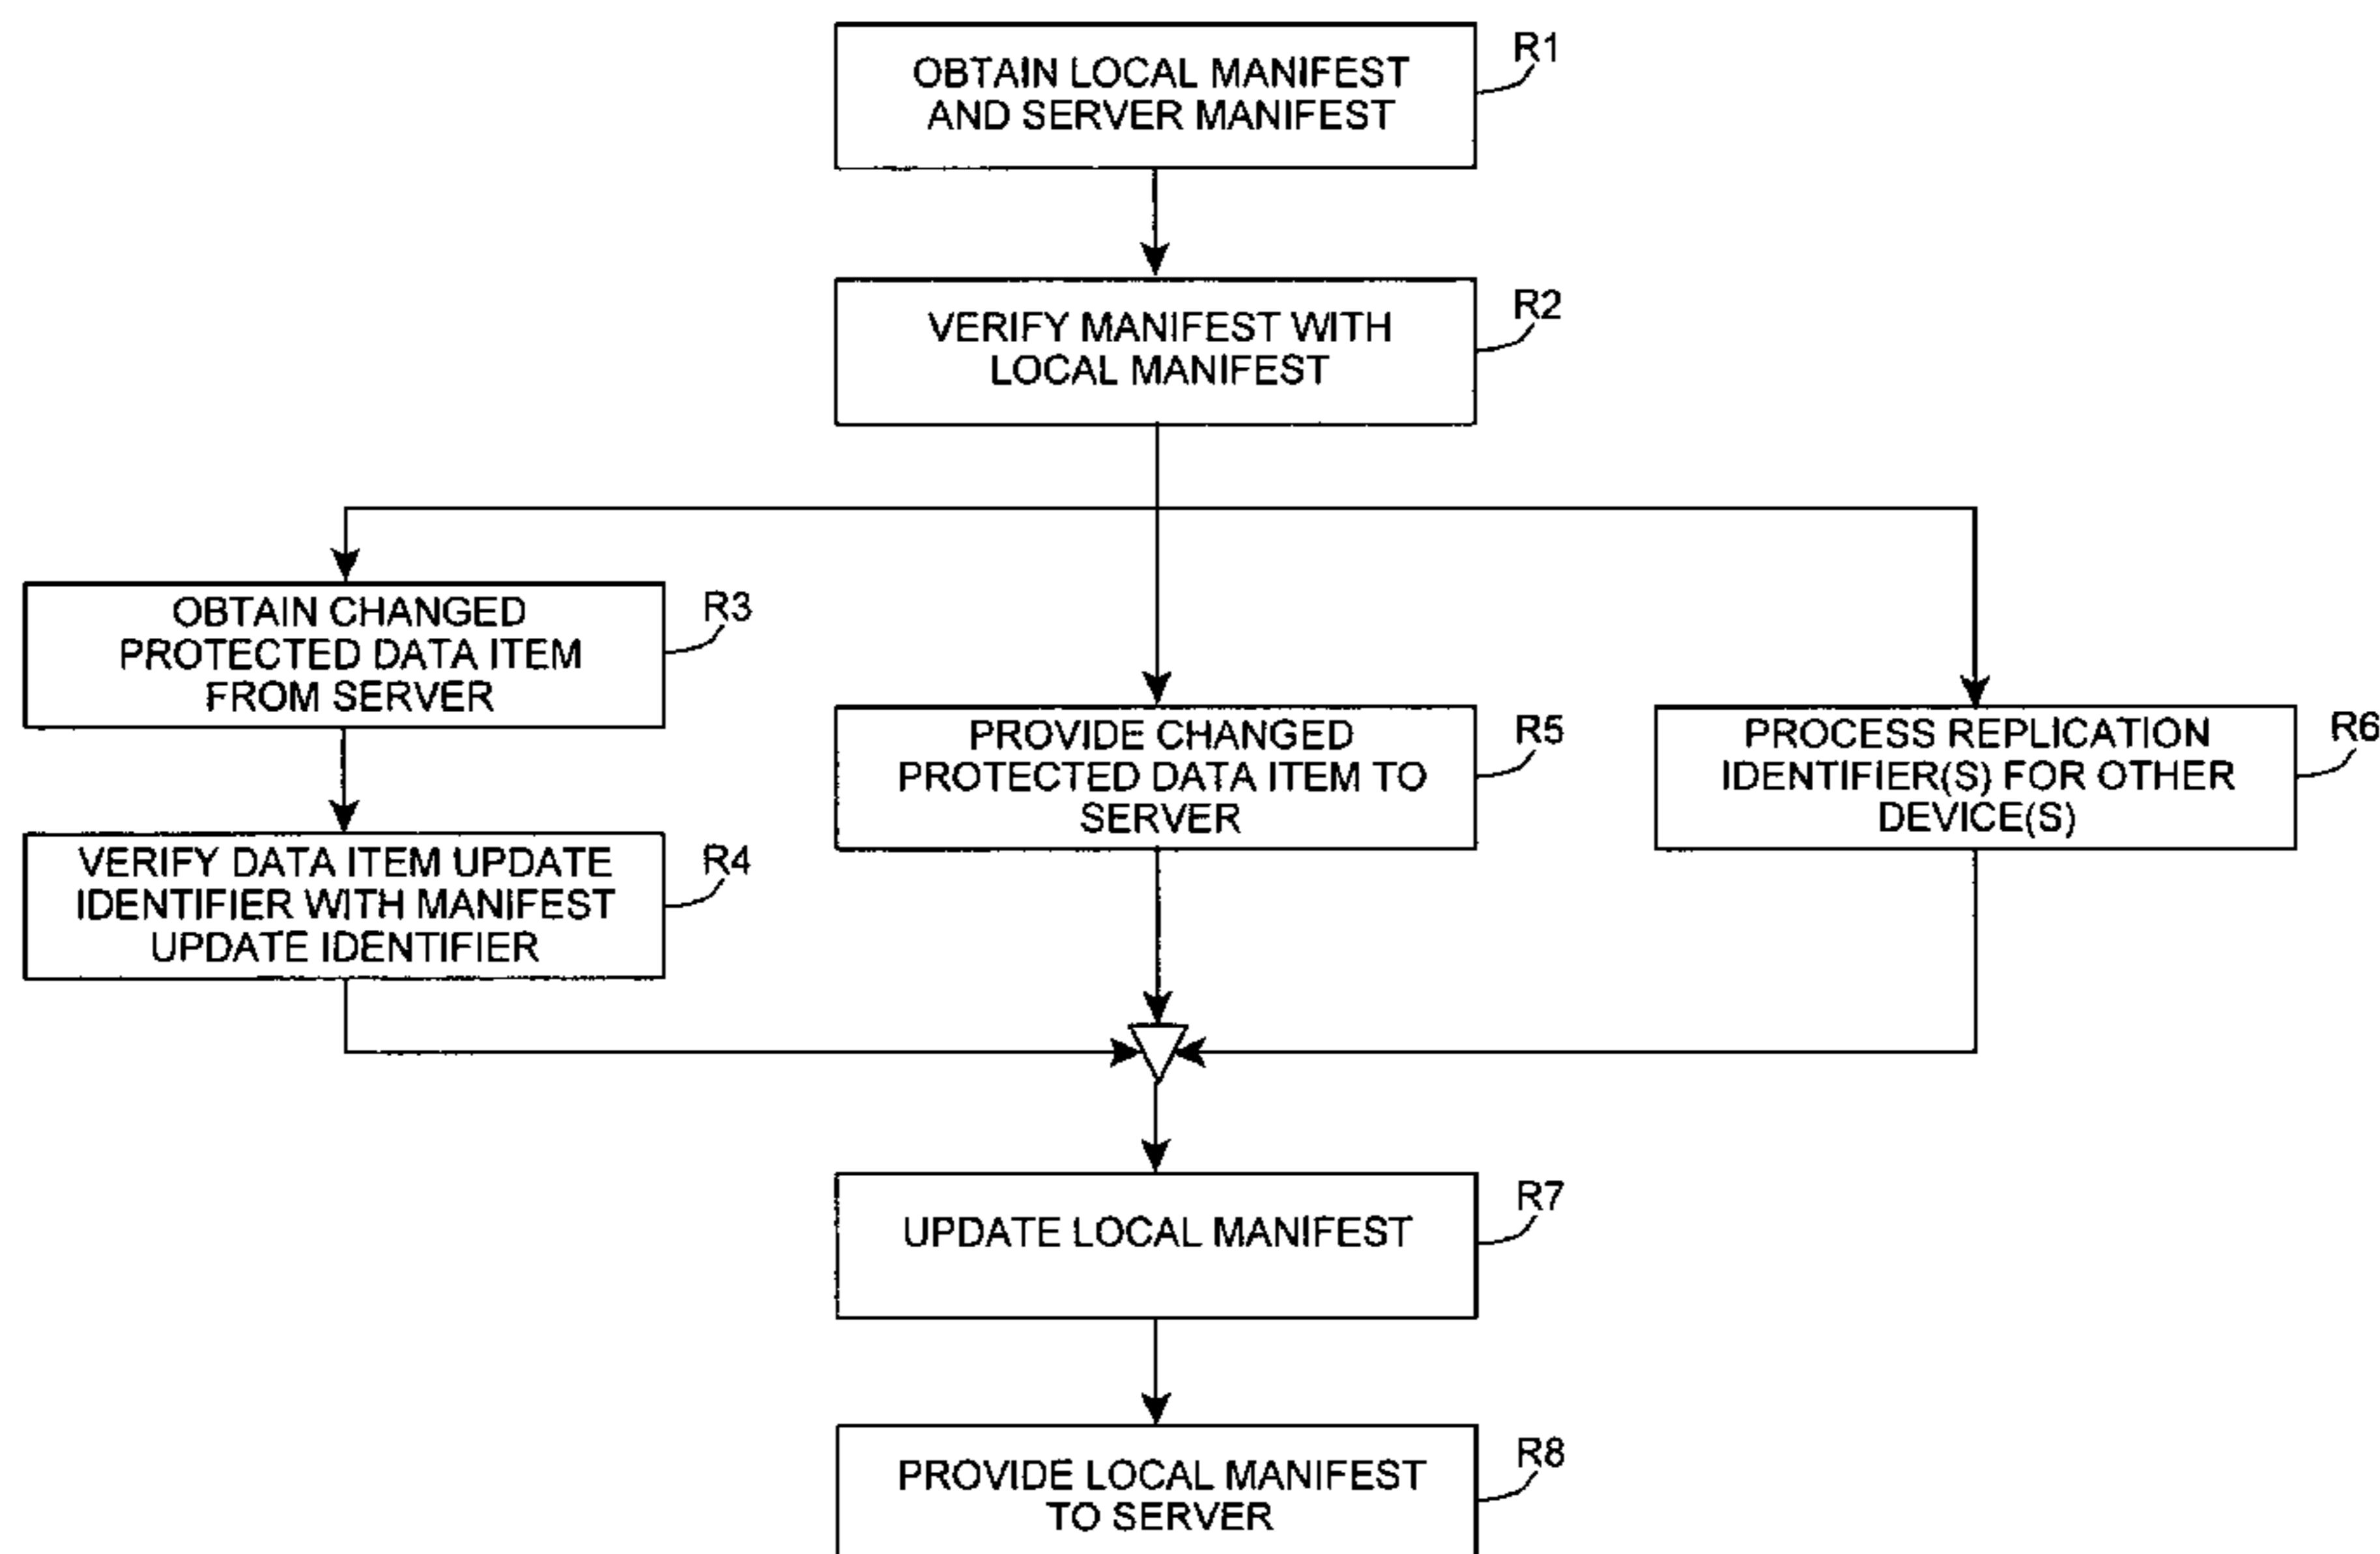 OBTAIN LOCAL MANIFEST
AND SERVER MANIFEST
R1
VERIFY MANIFEST WITH
LOCAL MANIFEST
R2
OBTAIN CHANGED
PROTECTED DATA ITEM
FROM SERVER
R3
VERIFY DATA ITEM UPDATE
IDENTIFIER WITH MANIFEST
UPDATE IDENTIFIER
R4
PROVIDE CHANGED
PROTECTED DATA ITEM TO
SERVER
R5
PROCESS REPLICATION
IDENTIFIER(S) FOR OTHER
DEVICE(S)
R6
UPDATE LOCAL MANIFEST
R7
PROVIDE LOCAL MANIFEST
TO SERVER
R8